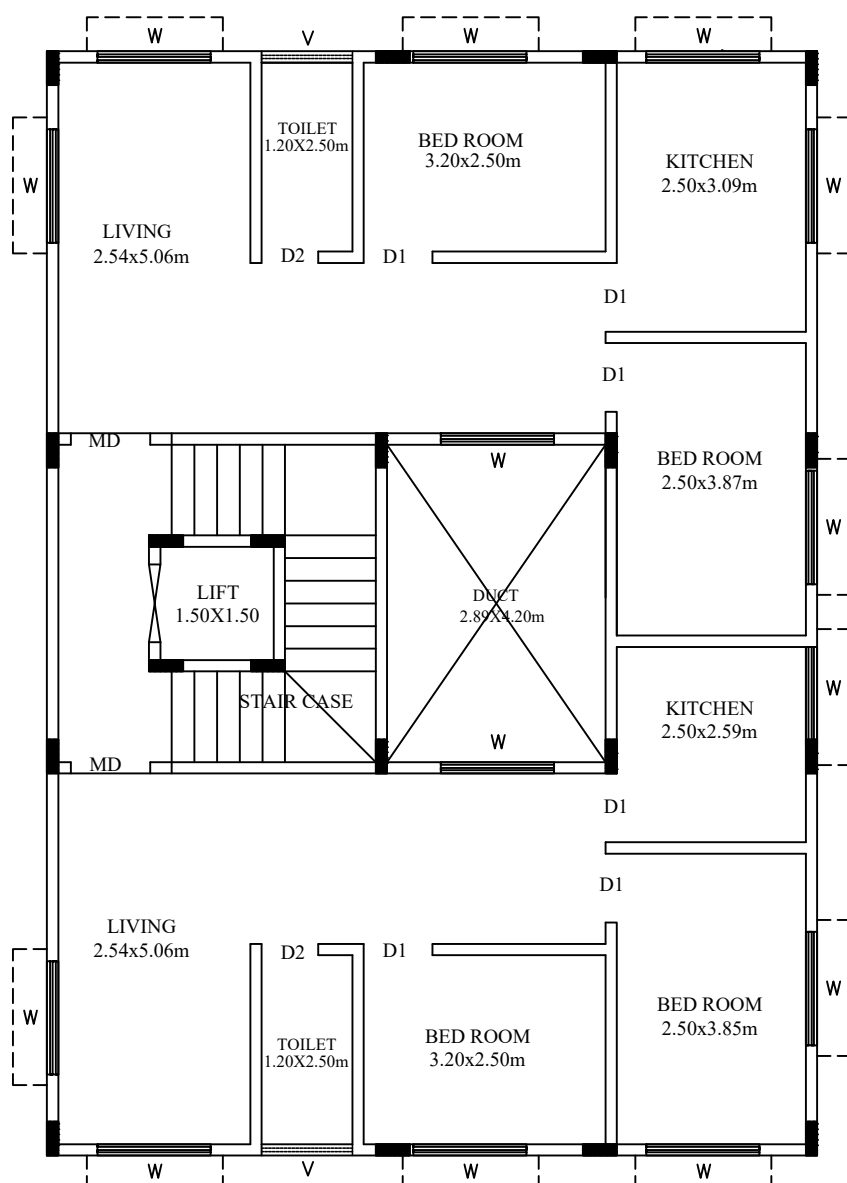 W
V
W
W
TOILET
1.20X2.50m
BED ROOM
3.20x2.50m
KITCHEN
2.50x3.09m
W
W
LIVING
2.54x5.06m
D2
D1
D1
D1
MD
W
BED ROOM
2.50x3.87m
W
LIFT
1.50X1.50
DUCT
2.89X4.20m
STAIR CASE
W
KITCHEN
2.50x2.59m
W
MD
D1
D1
LIVING
2.54x5.06m
D2
D1
W
BED ROOM
2.50x3.85m
W
TOILET
1.20X2.50m
BED ROOM
3.20x2.50m
W
V
W
W